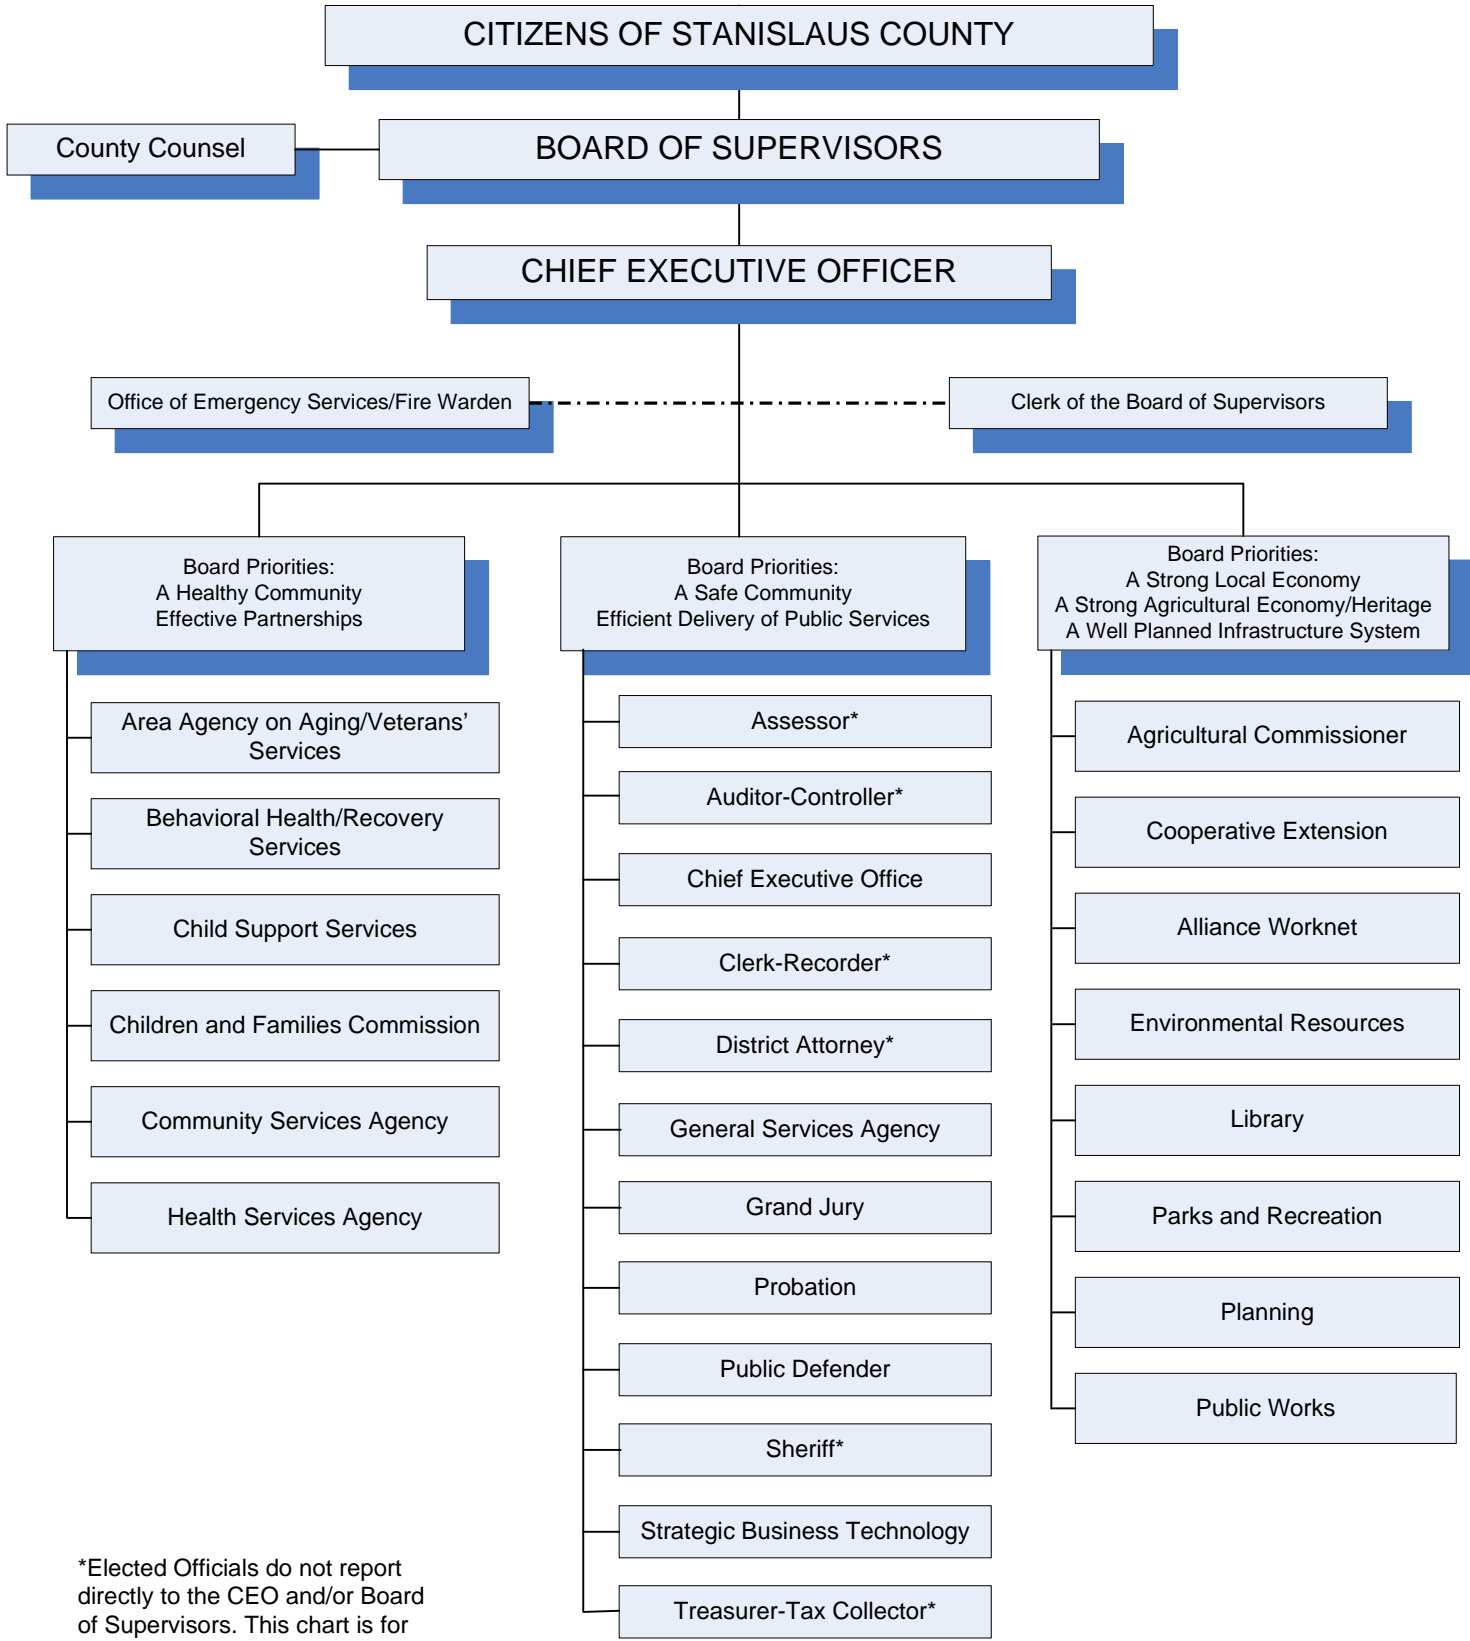 CITIZENS OF STANISLAUS COUNTY
County Counsel
BOARD OF SUPERVISORS
CHIEF EXECUTIVE OFFICER
Office of Emergency Services/Fire Warden
Clerk of the Board of Supervisors
Board Priorities:
A Healthy Community
Effective Partnerships
Area Agency on Aging/Veterans’
Services
Behavioral Health/Recovery
Services
Child Support Services
Children and Families Commission
Community Services Agency
Health Services Agency
Board Priorities:
A Safe Community
Efficient Delivery of Public Services
Assessor*
Auditor-Controller*
Chief Executive Office
Clerk-Recorder*
District Attorney*
General Services Agency
Grand Jury
Probation
Public Defender
Sheriff*
Strategic Business Technology
Treasurer-Tax Collector*
Board Priorities:
A Strong Local Economy
A Strong Agricultural Economy/Heritage
A Well Planned Infrastructure System
Agricultural Commissioner
Cooperative Extension
Alliance Worknet
Environmental Resources
Library
Parks and Recreation
Planning
Public Works
*Elected Officials do not report
directly to the CEO and/or Board
of Supervisors. This chart is for